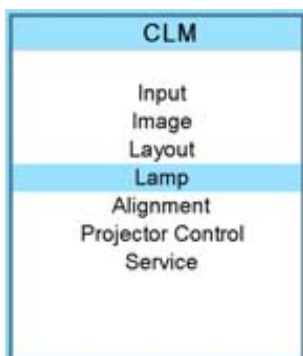 CLM
Input
Image
Layout
Lamp
Alignment
Projector Control
Service